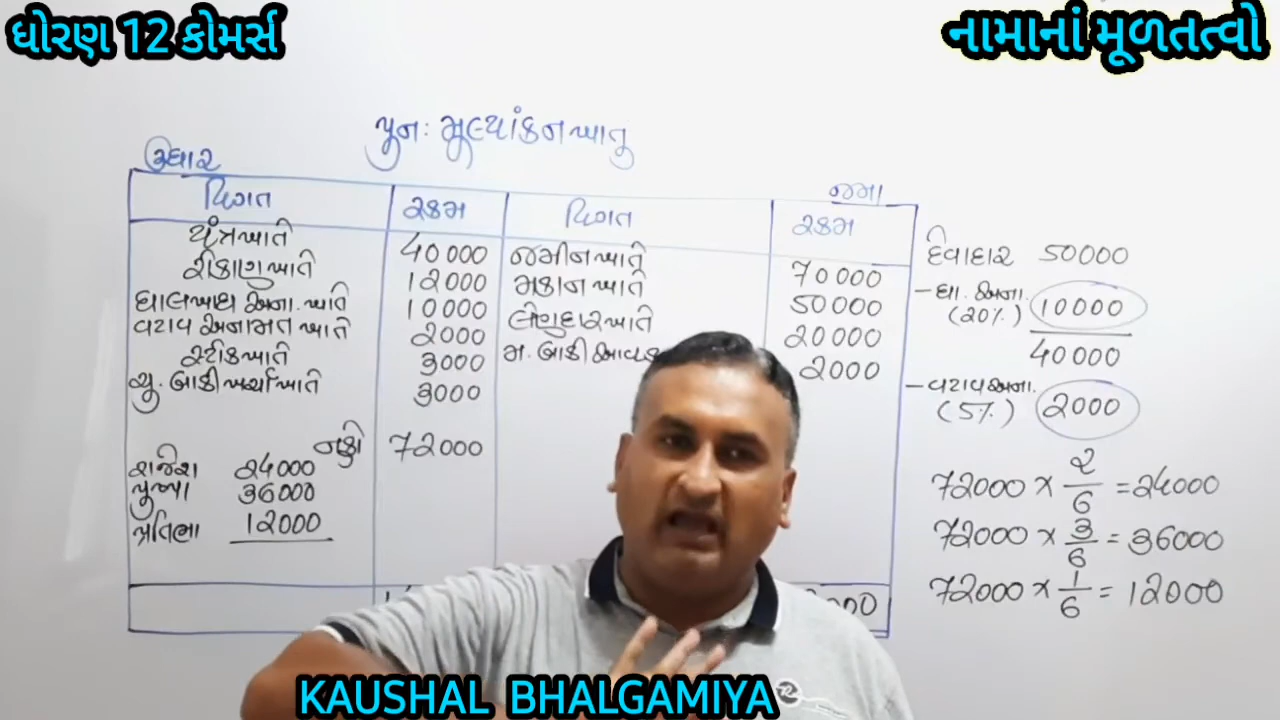 ધોરણ 12 કોમર્સ
નામાનાં મૂળતત્વો
પુનઃ મૂલ્યાંકન ખાતુ
ઉધાર
જમા
વિગત રકમ વિગત રકમ
યંત્ર ખાતે 40000 જમીન ખાતે 70000
રોકાણ ખાતે 12000 મકાન ખાતે 50000
ઘાલખાધ અના. ખાતે 10000 લેણદાર ખાતે 20000
વટાવ અનામત ખાતે 2000 મ. બાકી આવક 2000
સ્ટોક ખાતે 3000
ચુ. બાકી ખર્ચા ખાતે 3000
નફો 72000
રાજેશ 24000
પુષ્પા 36000
પ્રતિભા 12000
દેવાદાર 50000
- ઘા. અના. 10000
(20%)
40000
- વટાવ અના. 2000
(5%)
72000 × 2/6 = 24000
72000 × 3/6 = 36000
72000 × 1/6 = 12000
KAUSHAL BHALGAMIYA